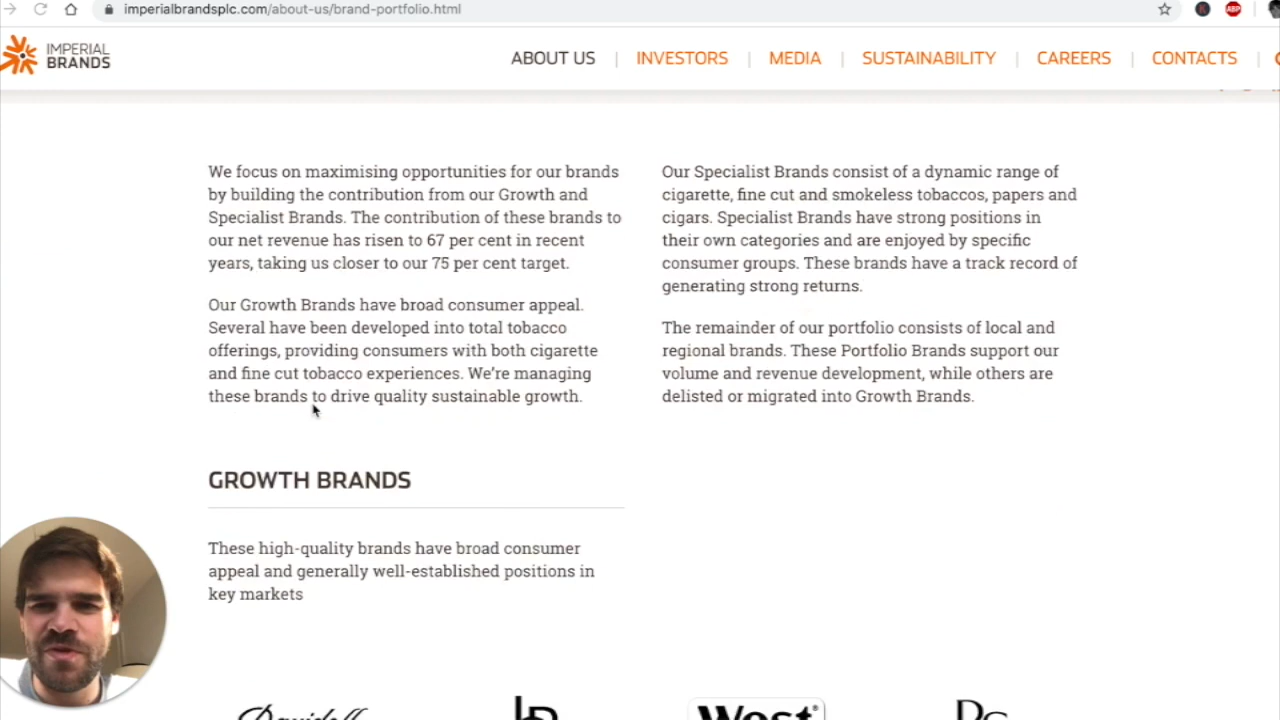 imperialbrandsplc.com/about-us/brand-portfolio.html
ABP
IMPERIAL
BRANDS
ABOUT US | INVESTORS | MEDIA | SUSTAINABILITY | CAREERS | CONTACTS |
We focus on maximising opportunities for our brands
by building the contribution from our Growth and
Specialist Brands. The contribution of these brands to
our net revenue has risen to 67 per cent in recent
years, taking us closer to our 75 per cent target.
Our Growth Brands have broad consumer appeal.
Several have been developed into total tobacco
offerings, providing consumers with both cigarette
and fine cut tobacco experiences. We're managing
these brands to drive quality sustainable growth.
Our Specialist Brands consist of a dynamic range of
cigarette, fine cut and smokeless tobaccos, papers and
cigars. Specialist Brands have strong positions in
their own categories and are enjoyed by specific
consumer groups. These brands have a track record of
generating strong returns.
The remainder of our portfolio consists of local and
regional brands. These Portfolio Brands support our
volume and revenue development, while others are
delisted or migrated into Growth Brands.
GROWTH BRANDS
These high-quality brands have broad consumer
appeal and generally well-established positions in
key markets
Davidoff
West®